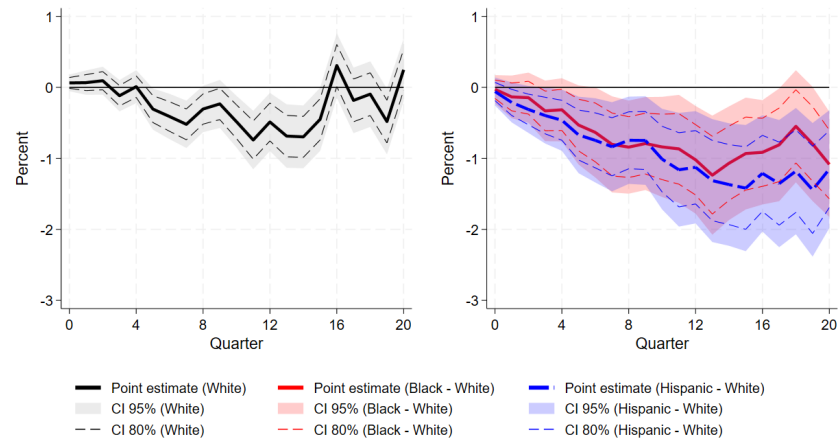 1
0
-1
-2
-3
Percent
0 4 8 12 16 20
Quarter
1
0
-1
-2
-3
Percent
0 4 8 12 16 20
Quarter
Point estimate (White) Point estimate (Black - White) Point estimate (Hispanic - White)
CI 95% (White) CI 95% (Black - White) CI 95% (Hispanic - White)
CI 80% (White) CI 80% (Black - White) CI 80% (Hispanic - White)